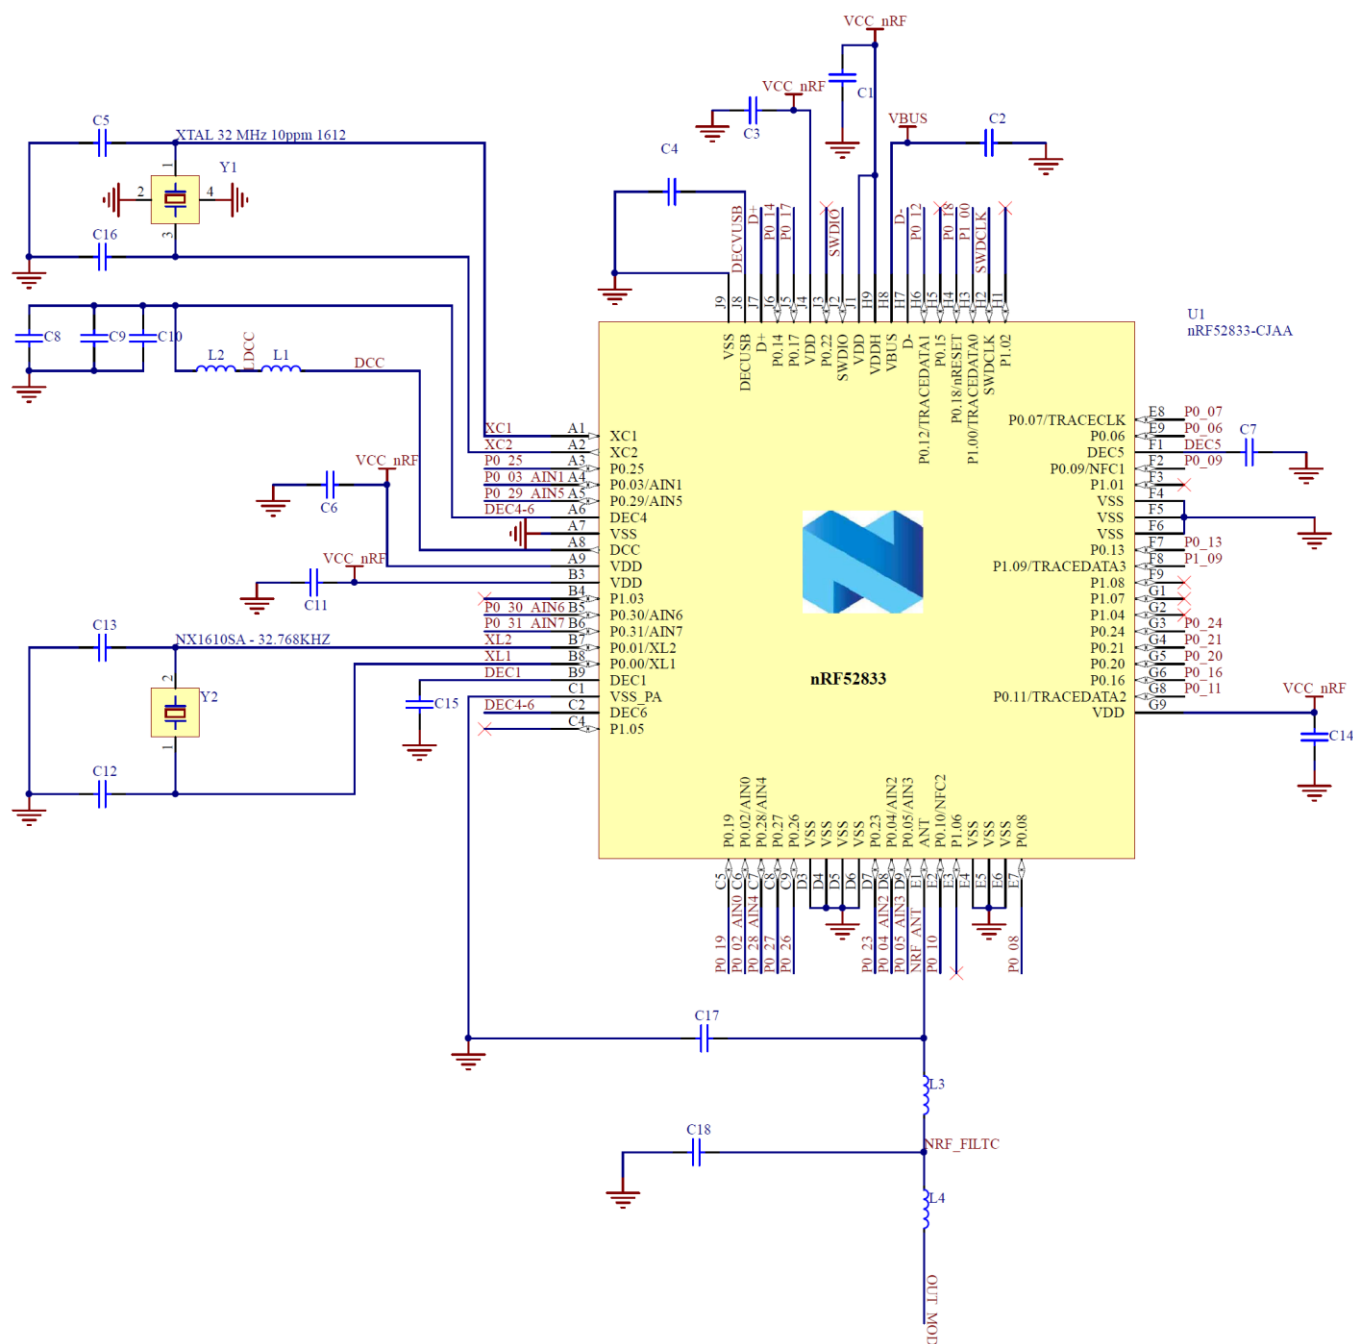 VCC_nRF
C1
VCC_nRF
C3
VBUS
C2
C4
C5
XTAL 32 MHz 10ppm 1612
1
Y1
2
4
3
C16
C8
C9
C10
L2
LDCC
L1
DCC
DECVUSB
D+
P0_14
P0_17
SWDIO
D-
P0_12
P0_18
P1_00
SWDCLK
J9
J8
J7
J6
J5
J4
J3
J2
J1
H9
H8
H7
H6
H5
H4
H3
H2
H1
VSS
DECUSB
D+
P0.14
P0.17
VDD
P0.22
SWDIO
VDD
VDDH
VBUS
D-
P0.12/TRACEDATA1
P0.15
P0.18/nRESET
P1.00/TRACEDATA0
SWDCLK
P1.02
U1
nRF52833-CJAA
XC1 A1 XC1
XC2 A2 XC2
P0_25 A3 P0.25
P0_03_AIN1 A4 P0.03/AIN1
P0_29_AIN5 A5 P0.29/AIN5
DEC4-6 A6 DEC4
A7 VSS
A8 DCC
A9 VDD
B3 VDD
B4 P1.03
P0_30_AIN6 B5 P0.30/AIN6
P0_31_AIN7 B6 P0.31/AIN7
XL2 B7 P0.01/XL2
XL1 B8 P0.00/XL1
DEC1 B9 DEC1
C1 VSS_PA
DEC4-6 C2 DEC6
C4 P1.05
VCC_nRF
C6
VCC_nRF
C11
C13
NX1610SA - 32.768KHZ
2
Y2
1
C12
C15
nRF52833
P0.07/TRACECLK E8 P0_07
P0.06 E9 P0_06
DEC5 F1 DEC5
C7
P0.09/NFC1 F2 P0_09
P1.01 F3
VSS F4
VSS F5
VSS F6
P0.13 F7 P0_13
P1.09/TRACEDATA3 F8 P1_09
P1.08 F9
P1.07 G1
P1.04 G2
P0.24 G3 P0_24
P0.21 G4 P0_21
P0.20 G5 P0_20
P0.16 G6 P0_16
P0.11/TRACEDATA2 G8 P0_11
VDD G9
VCC_nRF
C14
P0.19
P0.02/AIN0
P0.28/AIN4
P0.27
P0.26
VSS
VSS
VSS
VSS
P0.23
P0.04/AIN2
P0.05/AIN3
ANT
P0.10/NFC2
P1.06
VSS
VSS
VSS
P0.08
C5
C6
C7
C8
C9
D3
D4
D5
D6
D7
D8
D9
E1
E2
E3
E4
E5
E6
E7
P0_19
P0_02_AIN0
P0_28_AIN4
P0_27
P0_26
P0_23
P0_04_AIN2
P0_05_AIN3
NRF_ANT
P0_10
P0_08
C17
L3
C18
NRF_FILTC
L4
OUT_MOD